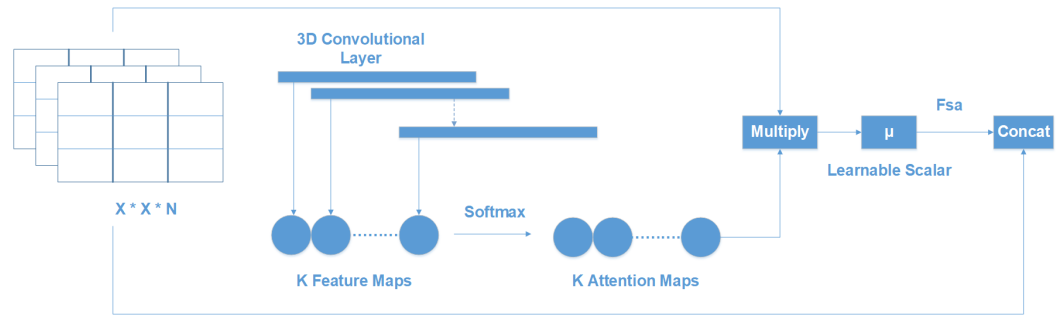 3D Convolutional
Layer
Fsa
Multiply
μ
Concat
Learnable Scalar
X * X * N
Softmax
K Feature Maps
K Attention Maps